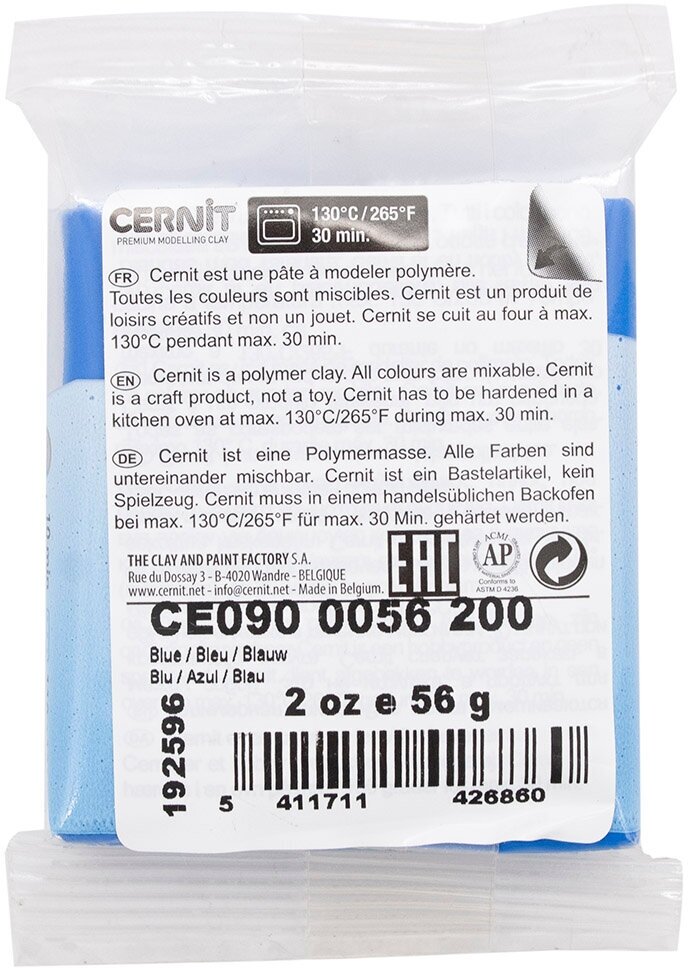 CERNIT
PREMIUM MODELLING CLAY
130°C / 265°F
30 min.
FR Cernit est une pâte à modeler polymère.
Toutes les couleurs sont miscibles. Cernit est un produit de
loisirs créatifs et non un jouet. Cernit se cuit au four à max.
130°C pendant max. 30 min.
EN Cernit is a polymer clay. All colours are mixable. Cernit
is a craft product, not a toy. Cernit has to be hardened in a
kitchen oven at max. 130°C/265°F during max. 30 min.
DE Cernit ist eine Polymermasse. Alle Farben sind
untereinander mischbar. Cernit ist ein Bastelartikel, kein
Spielzeug. Cernit muss in einem handelsüblichen Backofen
bei max. 130°C/265°F für max. 30 Min. gehärtet werden.
THE CLAY AND PAINT FACTORY S.A.
Rue du Dossay 3 - B-4020 Wandre - BELGIQUE
www.cernit.net - info@cernit.net - Made in Belgium.
EAC
ACMI
AP
Conforms to
ASTM D 4236
CE090 0056 200
Blue / Bleu / Blauw
Blu / Azul / Blau
2 oz e 56 g
192596
5 411711 426860